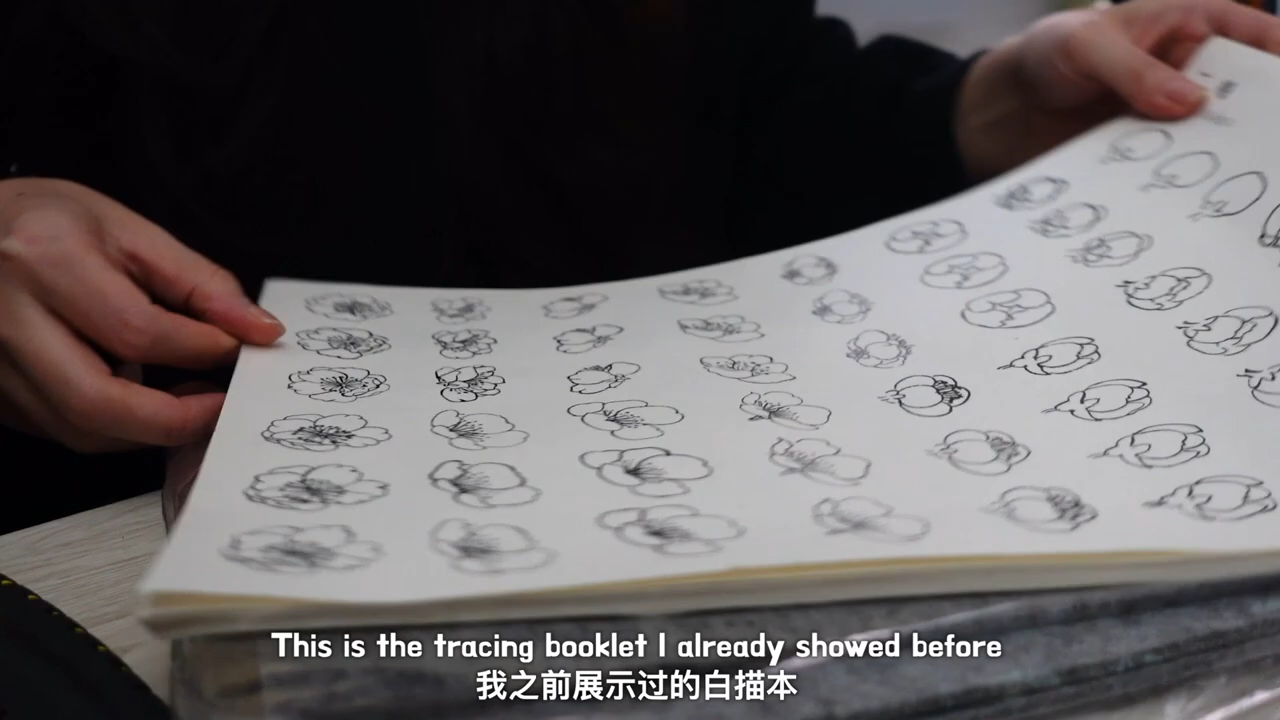 This is the tracing booklet I already showed before
我之前展示过的白描本